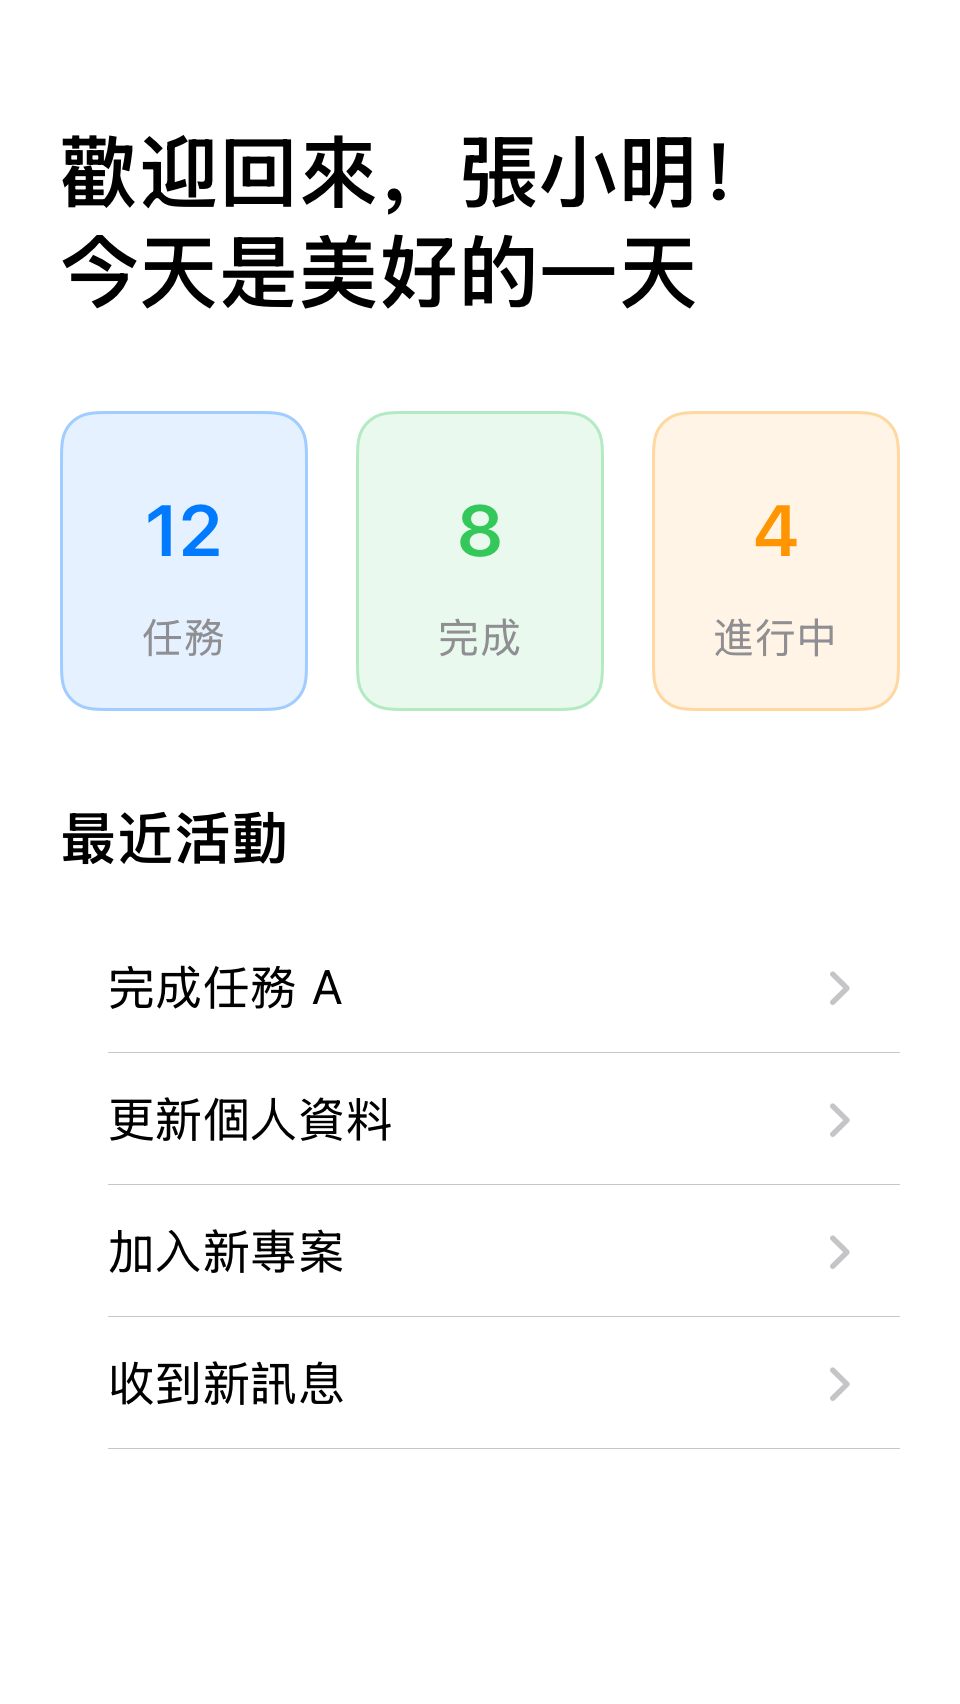 歡迎回來，張小明！
今天是美好的一天
12
任務
8
完成
4
進行中
最近活動
完成任務 A
更新個人資料
加入新專案
收到新訊息